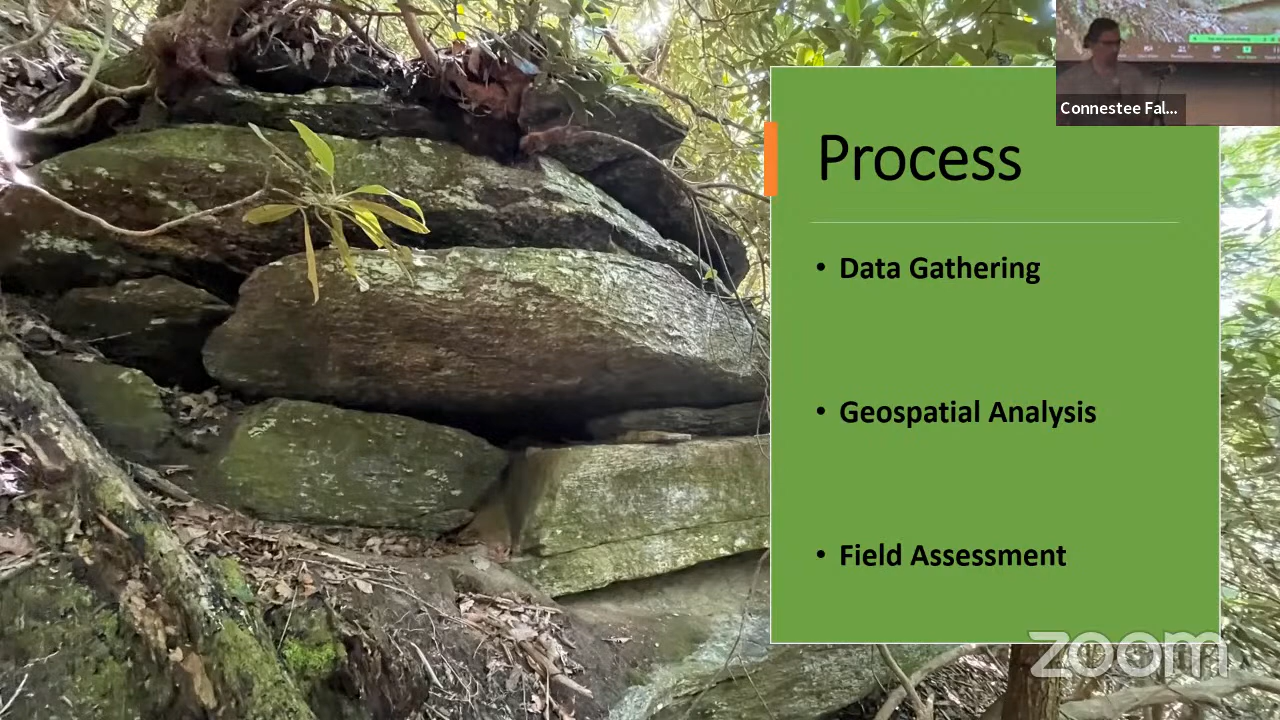 Connestee Fal...
Process
• Data Gathering
• Geospatial Analysis
• Field Assessment
zoom